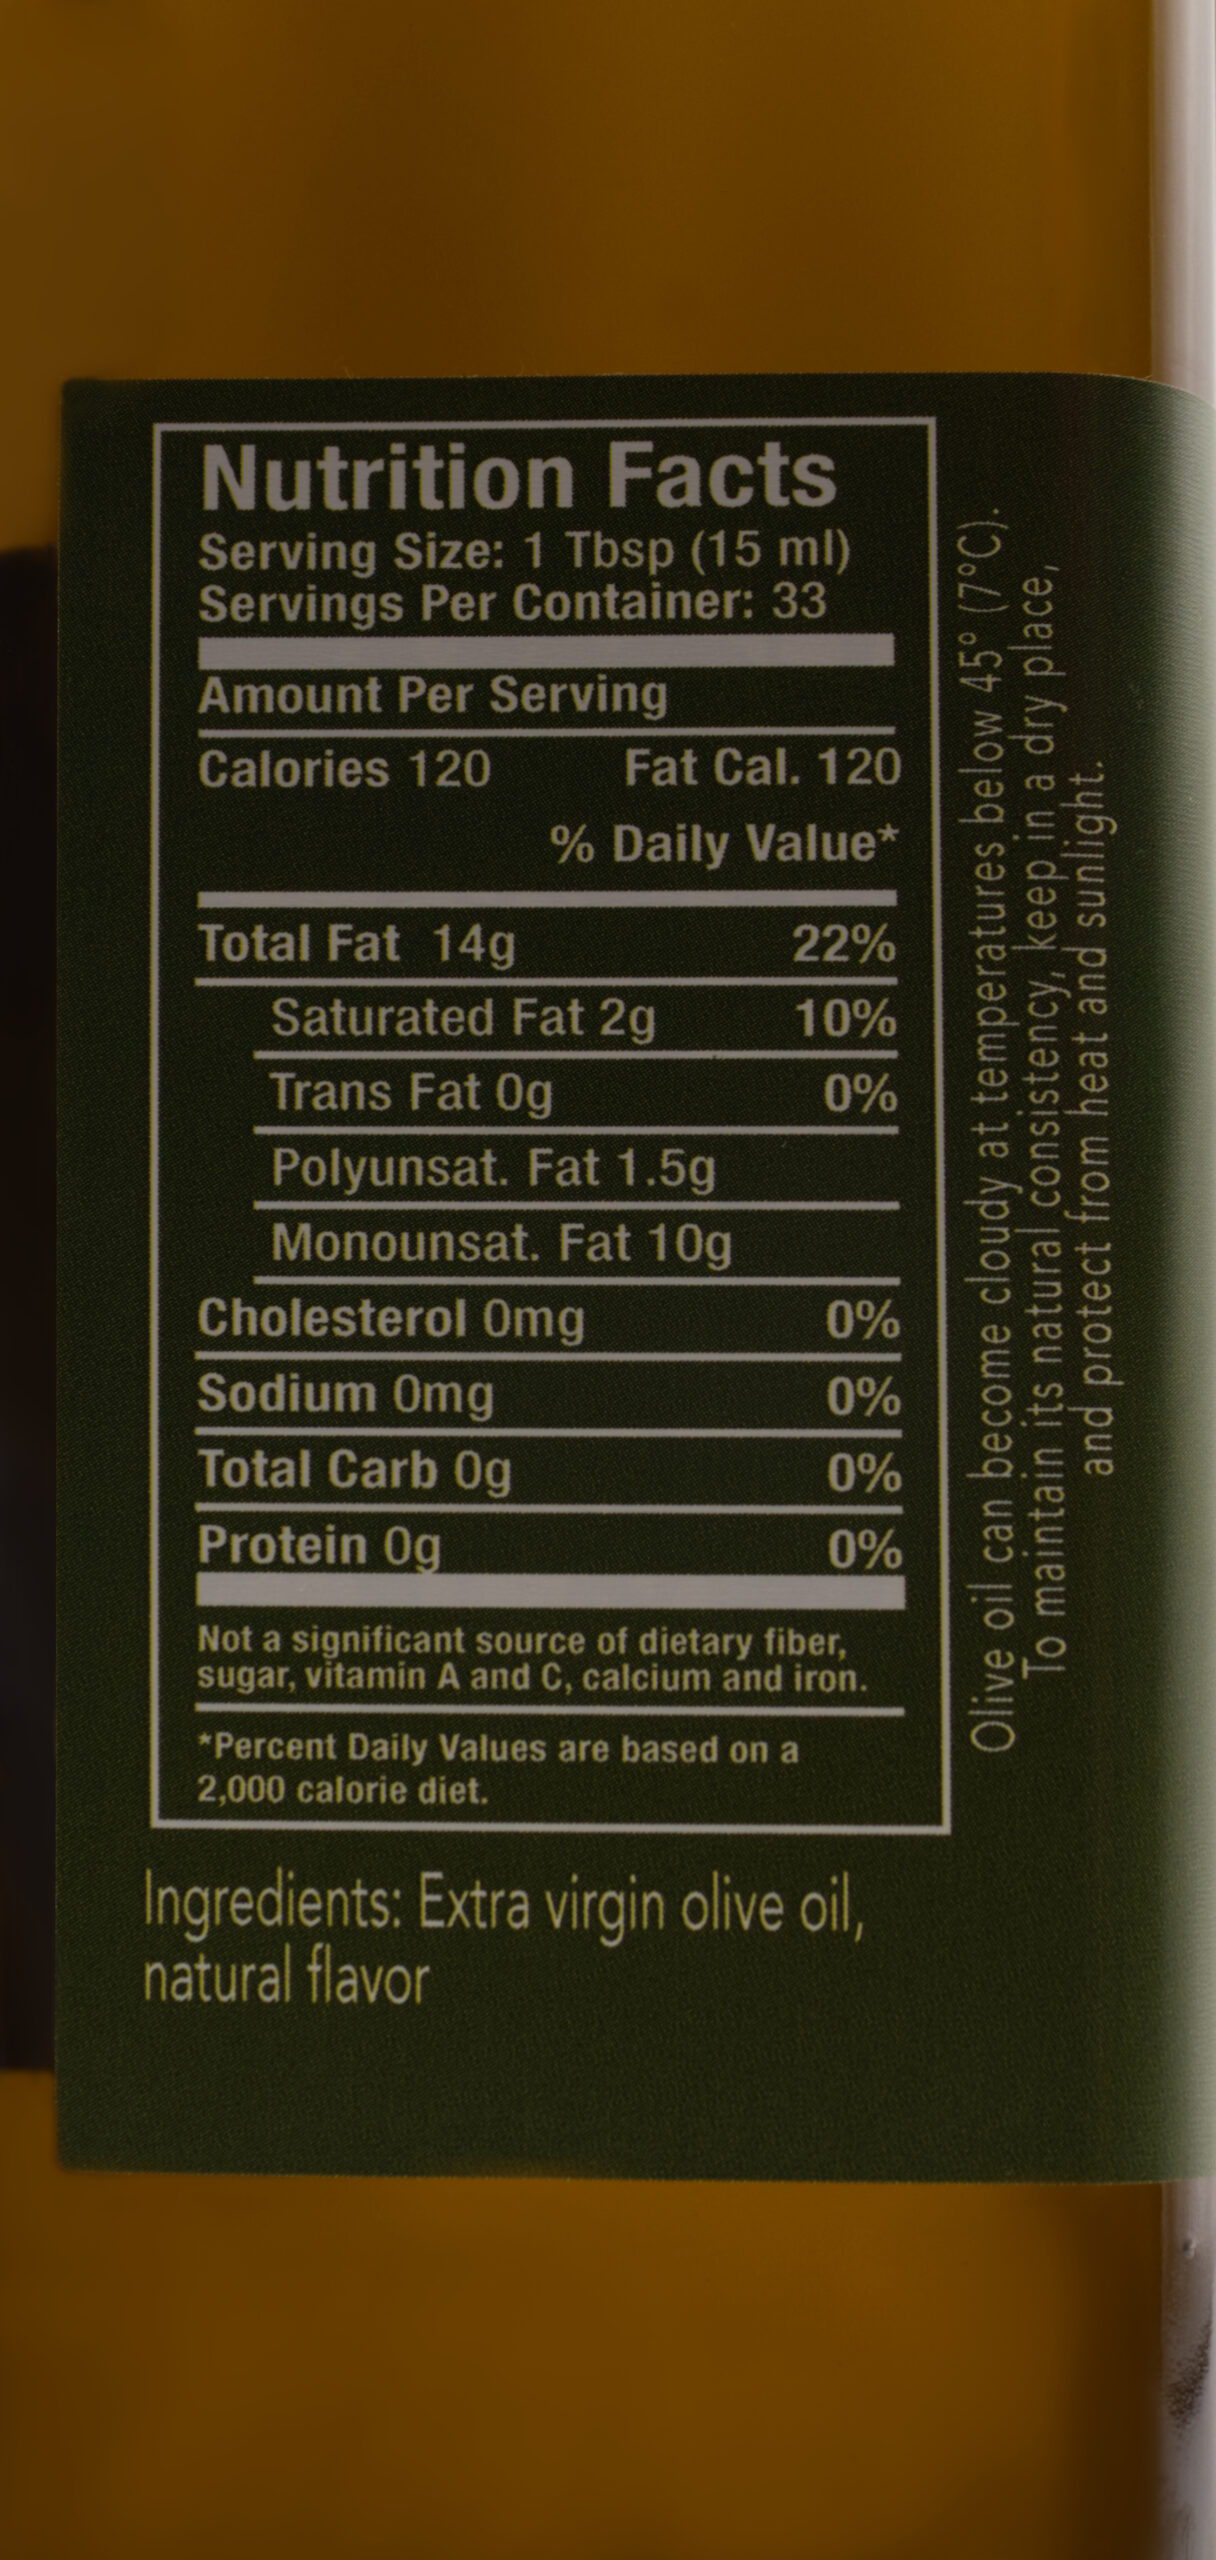 Nutrition Facts
Serving Size: 1 Tbsp (15 ml)
Servings Per Container: 33
Amount Per Serving
Calories 120 Fat Cal. 120
% Daily Value*
Total Fat 14g 22%
Saturated Fat 2g 10%
Trans Fat 0g 0%
Polyunsat. Fat 1.5g
Monounsat. Fat 10g
Cholesterol 0mg 0%
Sodium 0mg 0%
Total Carb 0g 0%
Protein 0g 0%
Not a significant source of dietary fiber,
sugar, vitamin A and C, calcium and iron.
*Percent Daily Values are based on a
2,000 calorie diet.
Ingredients: Extra virgin olive oil,
natural flavor
Olive oil can become cloudy at temperatures below 45° (7°C).
To maintain its natural consistency, keep in a dry place,
and protect from heat and sunlight.